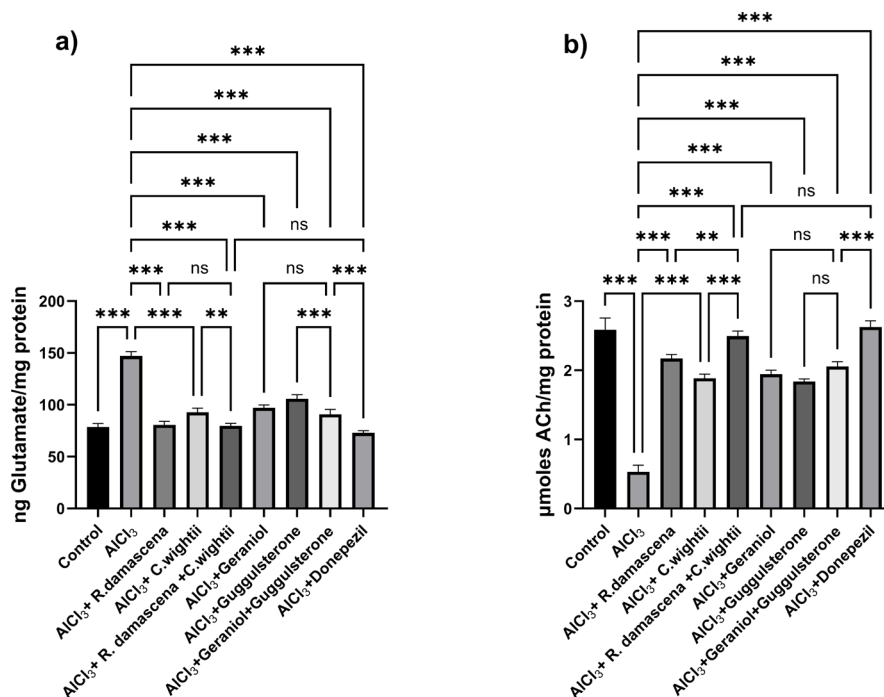 a)
***
***
***
***
***
ns
***
ns
ns
***
***
***
**
***
ng Glutamate/mg protein
200
150
100
50
0
Control
AlCl₃
AlCl₃+ R.damascena
AlCl₃+ C.wightii
AlCl₃+ R. damascena +C.wightii
AlCl₃+Geraniol
AlCl₃+Guggulsterone
AlCl₃+Geraniol+Guggulsterone
AlCl₃+Donepezil
b)
***
***
***
***
***
ns
***
**
ns
***
***
***
***
ns
µmoles ACh/mg protein
3
2
1
0
Control
AlCl₃
AlCl₃+ R.damascena
AlCl₃+ C.wightii
AlCl₃+ R. damascena +C.wightii
AlCl₃+Geraniol
AlCl₃+Guggulsterone
AlCl₃+Geraniol+Guggulsterone
AlCl₃+Donepezil